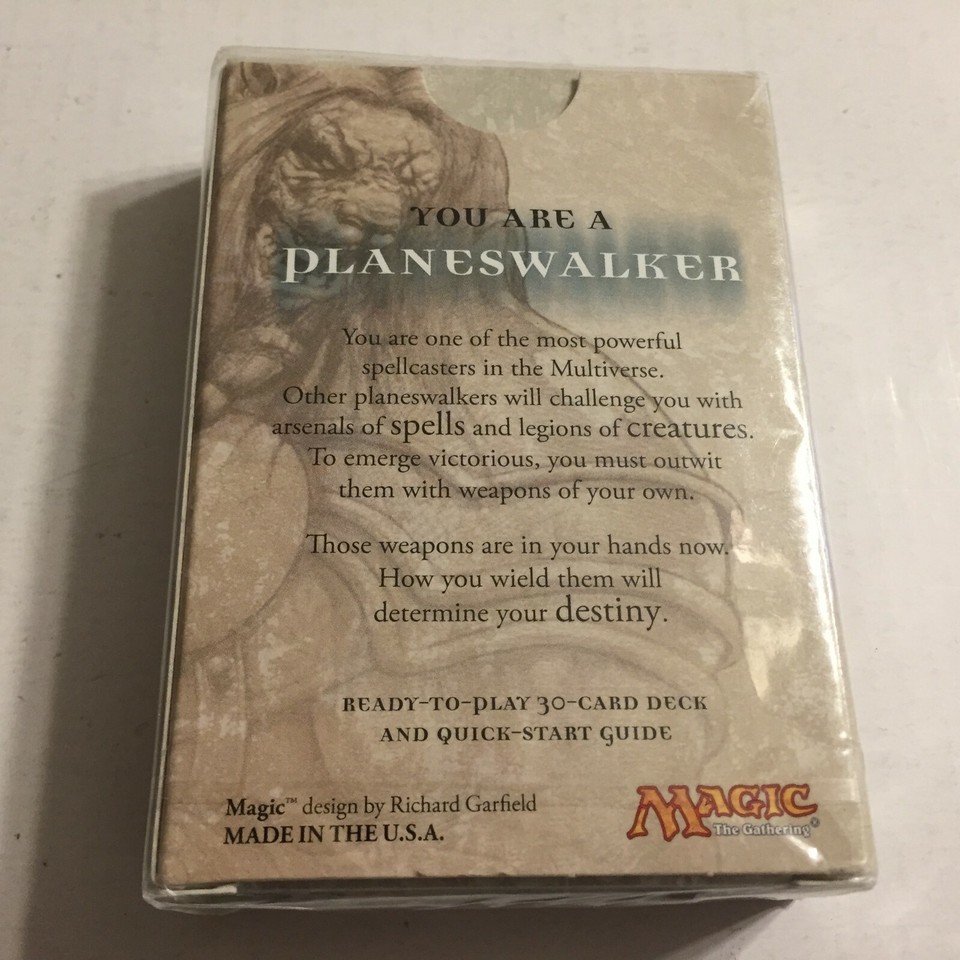 YOU ARE A
PLANESWALKER
You are one of the most powerful
spellcasters in the Multiverse.
Other planeswalkers will challenge you with
arsenals of spells and legions of creatures.
To emerge victorious, you must outwit
them with weapons of your own.
Those weapons are in your hands now.
How you wield them will
determine your destiny.
READY-TO-PLAY 30-CARD DECK
AND QUICK-START GUIDE
Magic™ design by Richard Garfield
MADE IN THE U.S.A.
MAGIC
The Gathering®